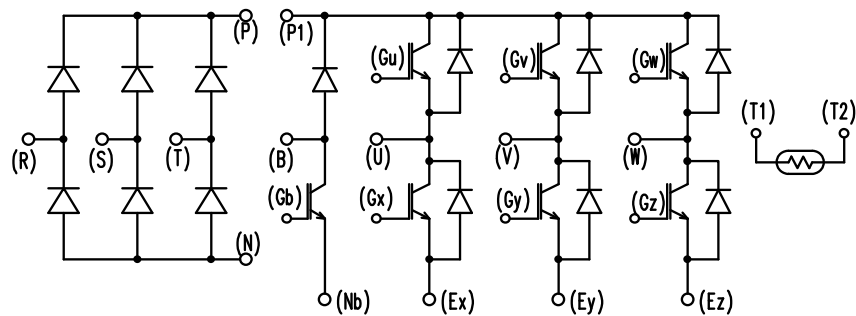 (P) (P1)
(Gu) (Gv) (Gw)
(T1) (T2)
(R) (S) (T) (B) (U) (V) (W)
(Gb) (Gx) (Gy) (Gz)
(N)
(Nb) (Ex) (Ey) (Ez)